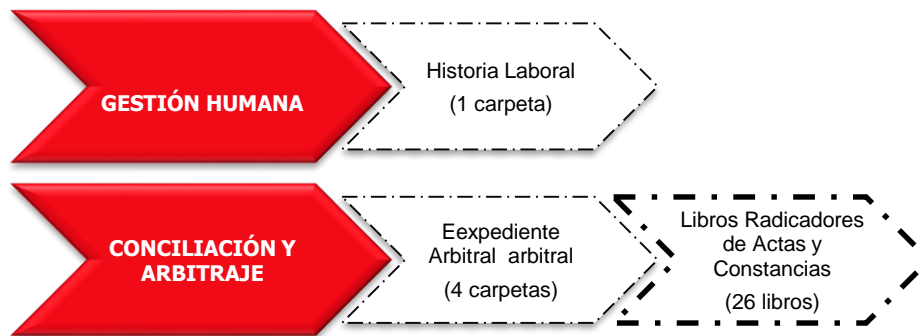 GESTIÓN HUMANA
Historia Laboral
(1 carpeta)
CONCILIACIÓN Y
ARBITRAJE
Eexpediente
Arbitral arbitral
(4 carpetas)
Libros Radicadores
de Actas y
Constancias
(26 libros)